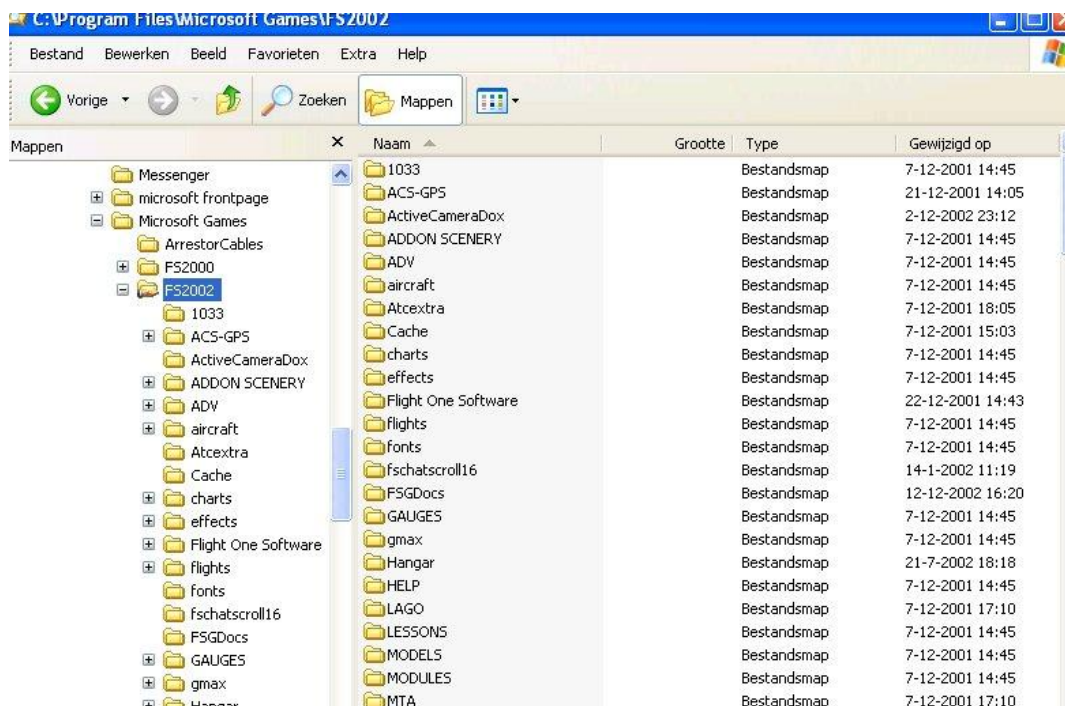 C:\Program Files\Microsoft Games\FS2002
Bestand Bewerken Beeld Favorieten Extra Help
Vorige Zoeken Mappen
Mappen
Messenger
microsoft frontpage
Microsoft Games
ArrestorCables
FS2000
FS2002
1033
ACS-GPS
ActiveCameraDox
ADDON SCENERY
ADV
aircraft
Atcextra
Cache
charts
effects
Flight One Software
flights
fonts
fschatscroll16
FSGDocs
GAUGES
gmax
Hangar
Naam Grootte Type Gewijzigd op
1033 Bestandsmap 7-12-2001 14:45
ACS-GPS Bestandsmap 21-12-2001 14:05
ActiveCameraDox Bestandsmap 2-12-2002 23:12
ADDON SCENERY Bestandsmap 7-12-2001 14:45
ADV Bestandsmap 7-12-2001 14:45
aircraft Bestandsmap 7-12-2001 14:45
Atcextra Bestandsmap 7-12-2001 18:05
Cache Bestandsmap 7-12-2001 15:03
charts Bestandsmap 7-12-2001 14:45
effects Bestandsmap 7-12-2001 14:45
Flight One Software Bestandsmap 22-12-2001 14:43
flights Bestandsmap 7-12-2001 14:45
fonts Bestandsmap 7-12-2001 14:45
fschatscroll16 Bestandsmap 14-1-2002 11:19
FSGDocs Bestandsmap 12-12-2002 16:20
GAUGES Bestandsmap 7-12-2001 14:45
gmax Bestandsmap 7-12-2001 14:45
Hangar Bestandsmap 21-7-2002 18:18
HELP Bestandsmap 7-12-2001 14:45
LAGO Bestandsmap 7-12-2001 17:10
LESSONS Bestandsmap 7-12-2001 14:45
MODELS Bestandsmap 7-12-2001 14:45
MODULES Bestandsmap 7-12-2001 14:45
MTA Bestandsmap 7-12-2001 17:10